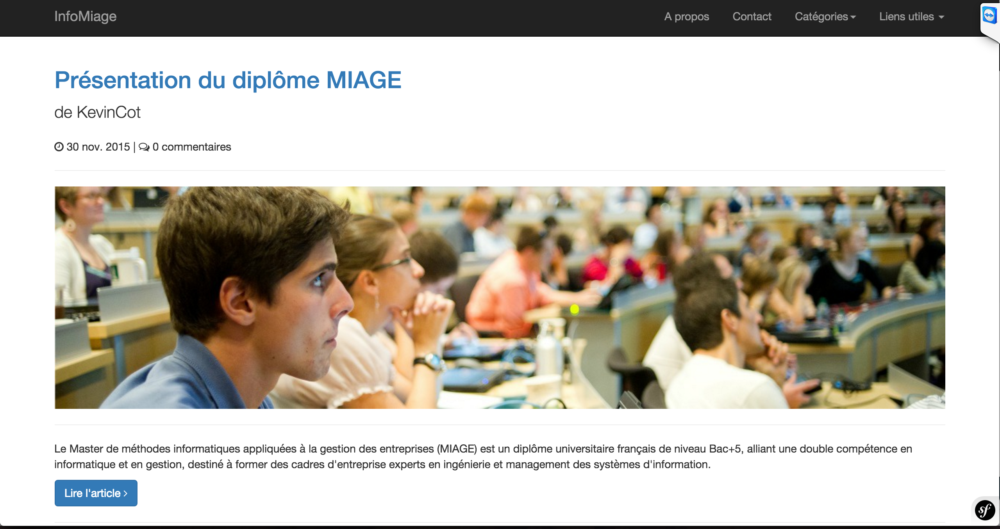 InfoMiage
A propos
Contact
Catégories
Liens utiles
Présentation du diplôme MIAGE
de KevinCot
30 nov. 2015 | 0 commentaires
Le Master de méthodes informatiques appliquées à la gestion des entreprises (MIAGE) est un diplôme universitaire français de niveau Bac+5, alliant une double compétence en
informatique et en gestion, destiné à former des cadres d'entreprise experts en ingénierie et management des systèmes d'information.
Lire l'article >
sf